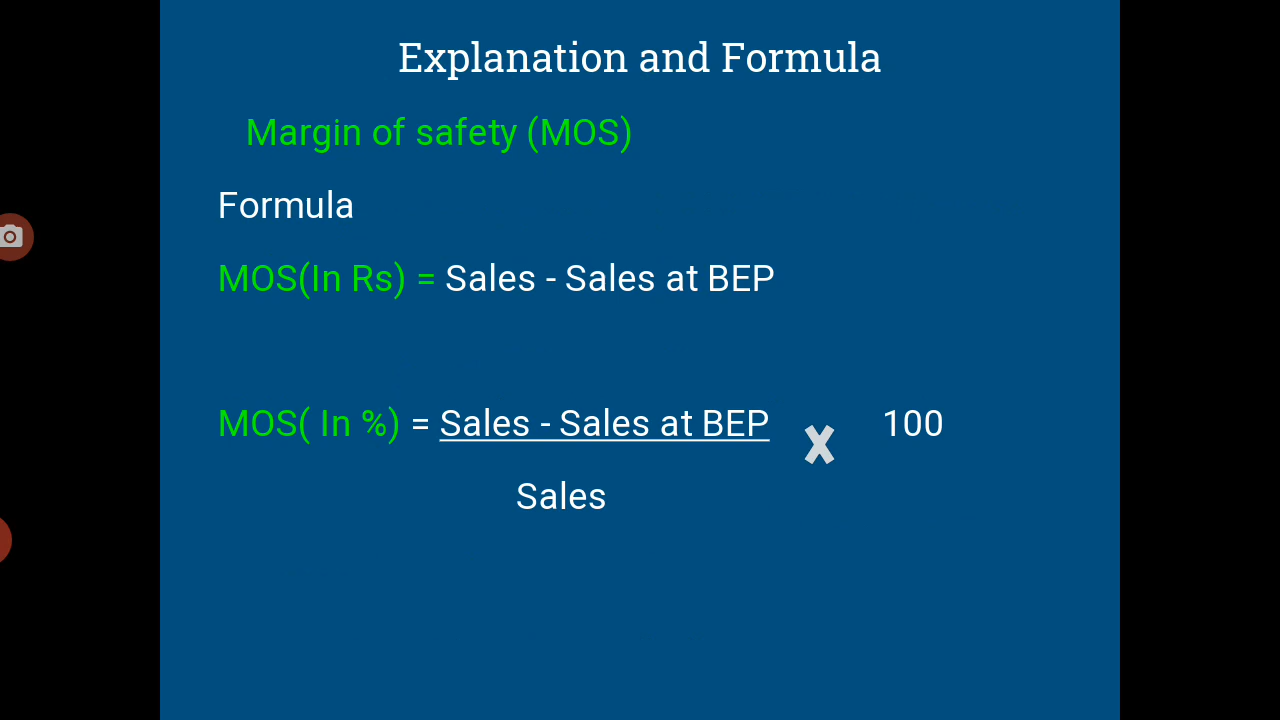 Explanation and Formula
Margin of safety (MOS)
Formula
MOS(In Rs) = Sales - Sales at BEP
MOS( In %) = Sales - Sales at BEP x 100
Sales